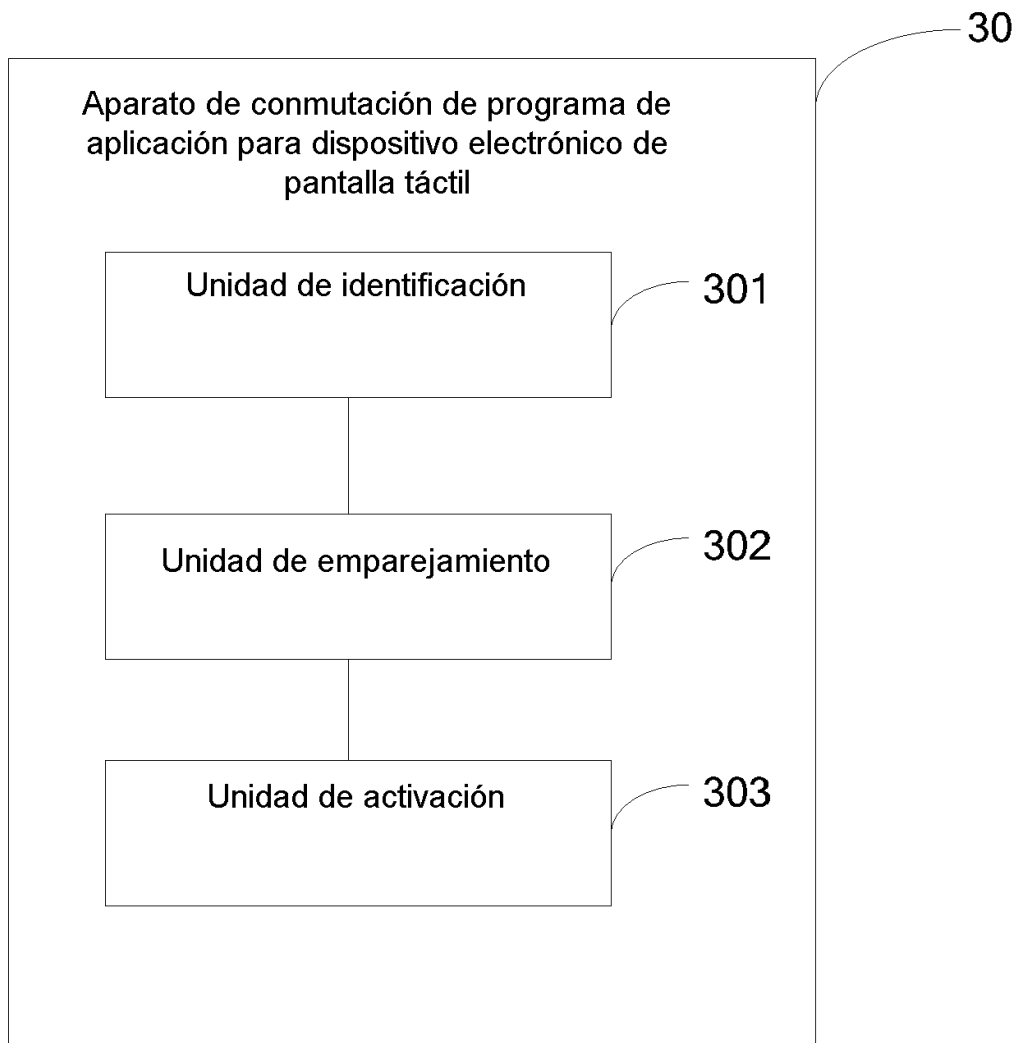 30
Aparato de conmutación de programa de
aplicación para dispositivo electrónico de
pantalla táctil
Unidad de identificación
301
Unidad de emparejamiento
302
Unidad de activación
303